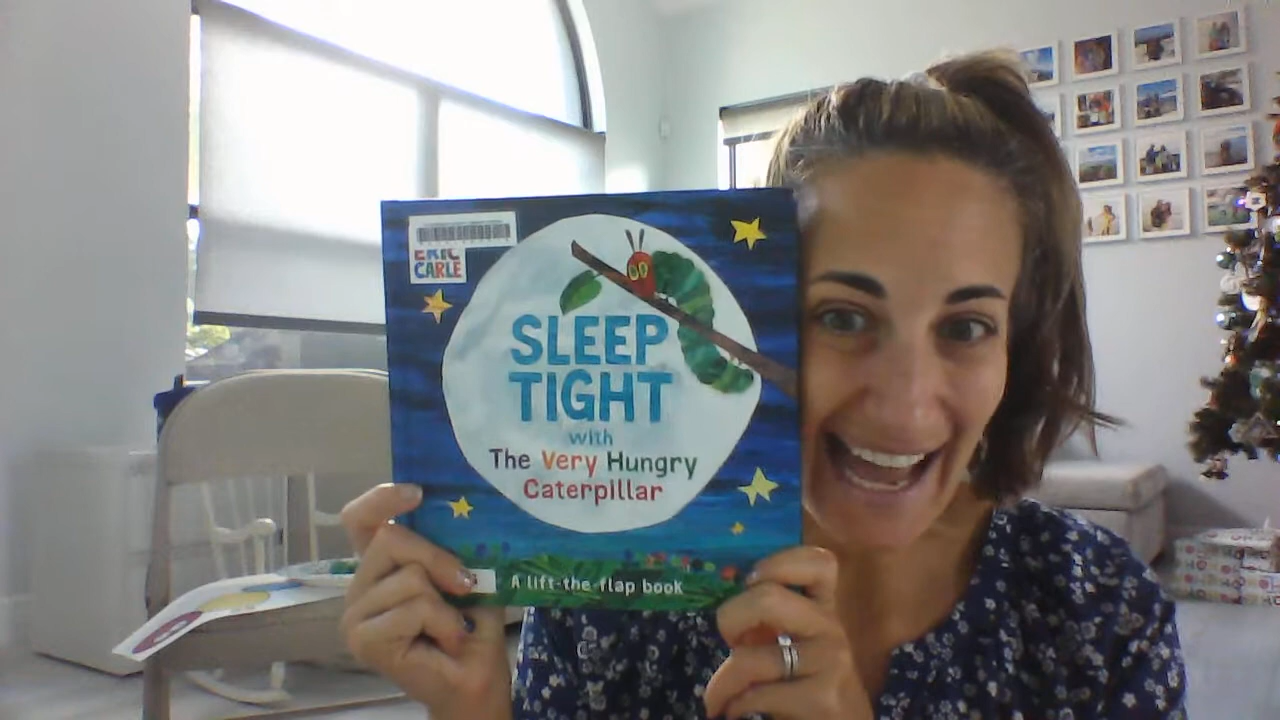 ERIC
CARLE
SLEEP
TIGHT
with
The Very Hungry
Caterpillar
A lift-the-flap book